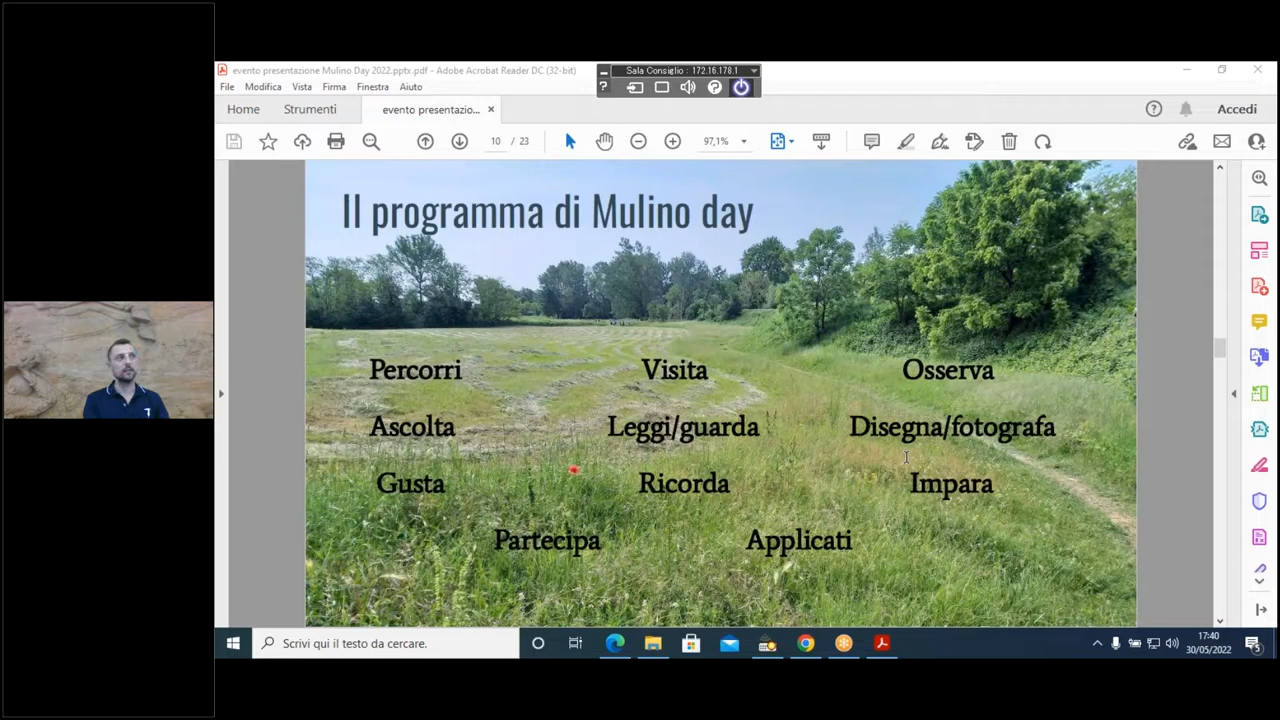 evento presentazione Mulino Day 2022.pptx.pdf - Adobe Acrobat Reader DC (32-bit)
Sala Consiglio : 172.16.178.1
File Modifica Vista Firma Finestra Aiuto
Home Strumenti evento presentazio... Accedi
10 / 23 97,1%
Il programma di Mulino day
Percorri Visita Osserva
Ascolta Leggi/guarda Disegna/fotografa
Gusta Ricorda Impara
Partecipa Applicati
Scrivi qui il testo da cercare.
17:40
30/05/2022
5